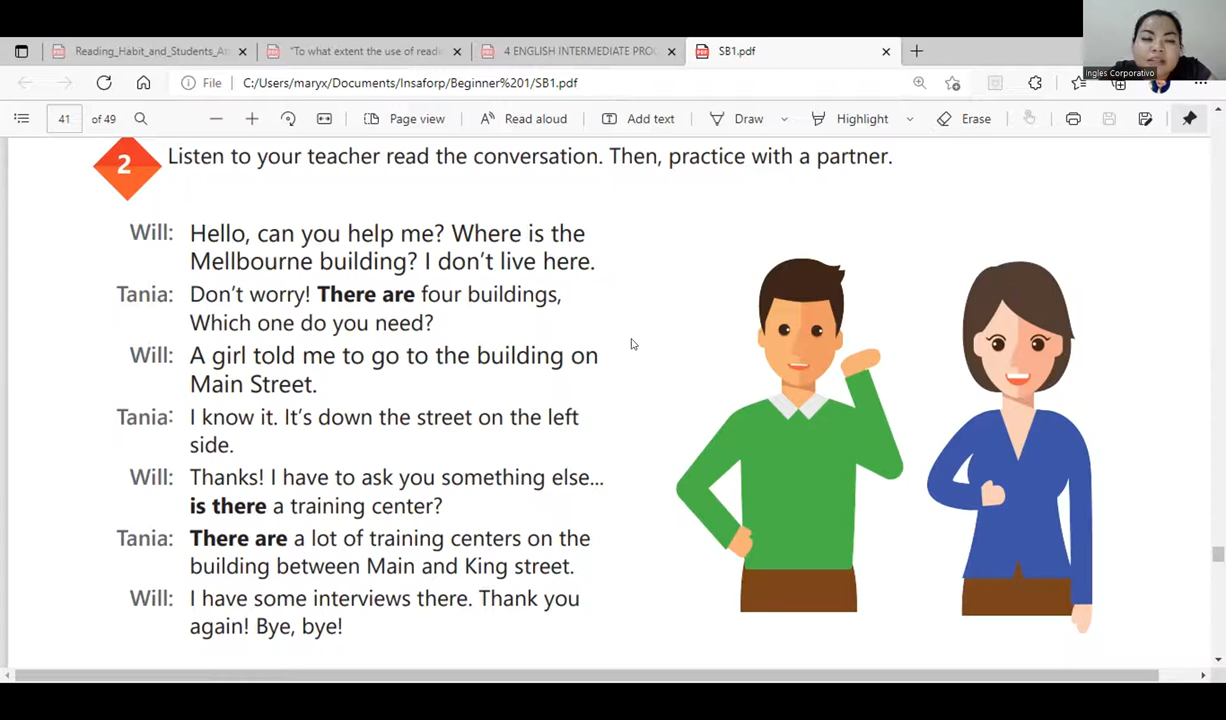 Reading_Habit_and_Students_At
"To what extent the use of read
4 ENGLISH INTERMEDIATE PROC
SB1.pdf
Ingles Corporativo
File
C:/Users/maryx/Documents/Insaforp/Beginner%201/SB1.pdf
41
of 49
Page view
Read aloud
Add text
Draw
Highlight
Erase
2
Listen to your teacher read the conversation. Then, practice with a partner.
Will: Hello, can you help me? Where is the
Mellbourne building? I don't live here.
Tania: Don't worry! There are four buildings,
Which one do you need?
Will: A girl told me to go to the building on
Main Street.
Tania: I know it. It's down the street on the left
side.
Will: Thanks! I have to ask you something else...
is there a training center?
Tania: There are a lot of training centers on the
building between Main and King street.
Will: I have some interviews there. Thank you
again! Bye, bye!